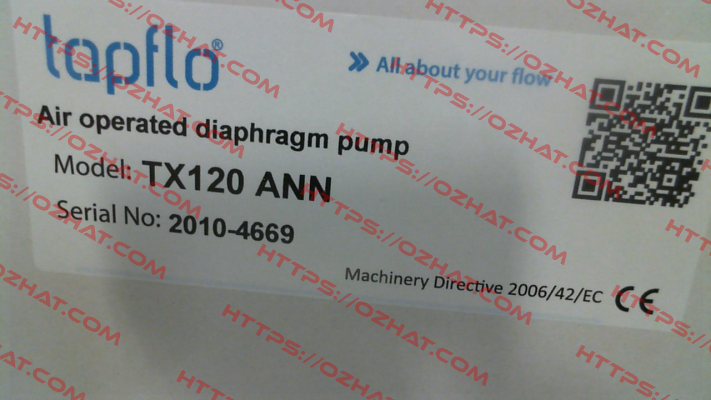 tapflo®
» All about your flow
Air operated diaphragm pump
Model: TX120 ANN
Serial No: 2010-4669
Machinery Directive 2006/42/EC CE
HTTPS://OZHAT.COM